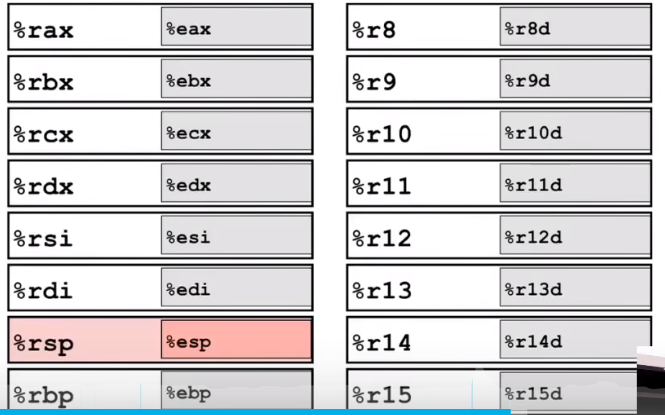 %rax %eax %r8 %r8d
%rbx %ebx %r9 %r9d
%rcx %ecx %r10 %r10d
%rdx %edx %r11 %r11d
%rsi %esi %r12 %r12d
%rdi %edi %r13 %r13d
%rsp %esp %r14 %r14d
%rbp %ebp %r15 %r15d